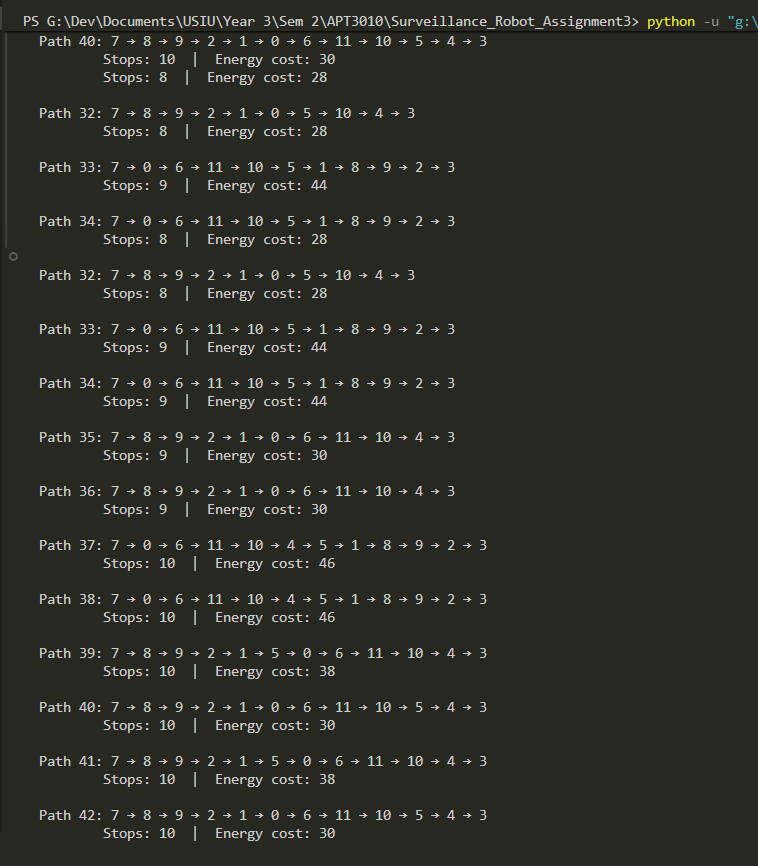 PS G:\Dev\Documents\USIU\Year 3\Sem 2\APT3010\Surveillance_Robot_Assignment3> python -u "g:\
Path 40: 7 → 8 → 9 → 2 → 1 → 0 → 6 → 11 → 10 → 5 → 4 → 3
Stops: 10 | Energy cost: 30
Stops: 8 | Energy cost: 28
Path 32: 7 → 8 → 9 → 2 → 1 → 0 → 5 → 10 → 4 → 3
Stops: 8 | Energy cost: 28
Path 33: 7 → 0 → 6 → 11 → 10 → 5 → 1 → 8 → 9 → 2 → 3
Stops: 9 | Energy cost: 44
Path 34: 7 → 0 → 6 → 11 → 10 → 5 → 1 → 8 → 9 → 2 → 3
Stops: 8 | Energy cost: 28
Path 32: 7 → 8 → 9 → 2 → 1 → 0 → 5 → 10 → 4 → 3
Stops: 8 | Energy cost: 28
Path 33: 7 → 0 → 6 → 11 → 10 → 5 → 1 → 8 → 9 → 2 → 3
Stops: 9 | Energy cost: 44
Path 34: 7 → 0 → 6 → 11 → 10 → 5 → 1 → 8 → 9 → 2 → 3
Stops: 9 | Energy cost: 44
Path 35: 7 → 8 → 9 → 2 → 1 → 0 → 6 → 11 → 10 → 4 → 3
Stops: 9 | Energy cost: 30
Path 36: 7 → 8 → 9 → 2 → 1 → 0 → 6 → 11 → 10 → 4 → 3
Stops: 9 | Energy cost: 30
Path 37: 7 → 0 → 6 → 11 → 10 → 4 → 5 → 1 → 8 → 9 → 2 → 3
Stops: 10 | Energy cost: 46
Path 38: 7 → 0 → 6 → 11 → 10 → 4 → 5 → 1 → 8 → 9 → 2 → 3
Stops: 10 | Energy cost: 46
Path 39: 7 → 8 → 9 → 2 → 1 → 5 → 0 → 6 → 11 → 10 → 4 → 3
Stops: 10 | Energy cost: 38
Path 40: 7 → 8 → 9 → 2 → 1 → 0 → 6 → 11 → 10 → 5 → 4 → 3
Stops: 10 | Energy cost: 30
Path 41: 7 → 8 → 9 → 2 → 1 → 5 → 0 → 6 → 11 → 10 → 4 → 3
Stops: 10 | Energy cost: 38
Path 42: 7 → 8 → 9 → 2 → 1 → 0 → 6 → 11 → 10 → 5 → 4 → 3
Stops: 10 | Energy cost: 30